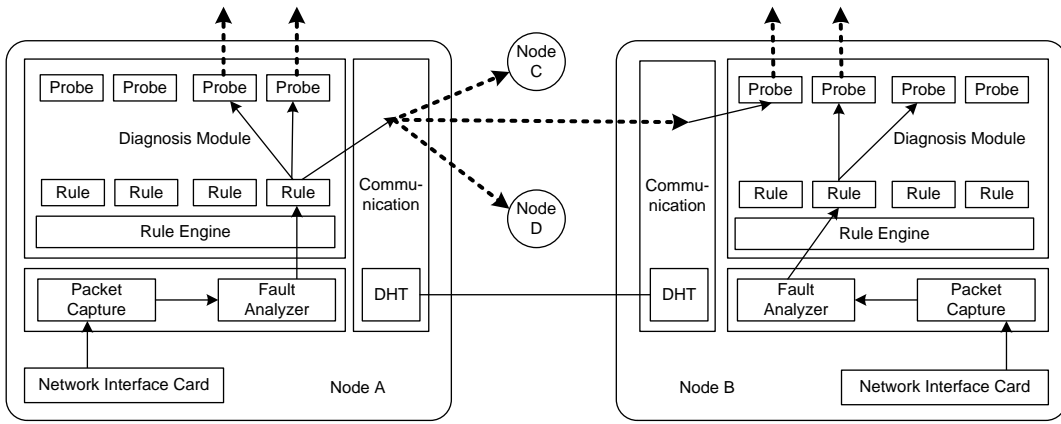 Node
C
Probe
Probe
Probe
Probe
Diagnosis Module
Rule
Rule
Rule
Rule
Rule Engine
Commu-
nication
DHT
Packet
Capture
Fault
Analyzer
Network Interface Card
Node A
Node
D
Probe
Probe
Probe
Probe
Diagnosis Module
Rule
Rule
Rule
Rule
Rule Engine
Commu-
nication
DHT
Fault
Analyzer
Packet
Capture
Node B
Network Interface Card